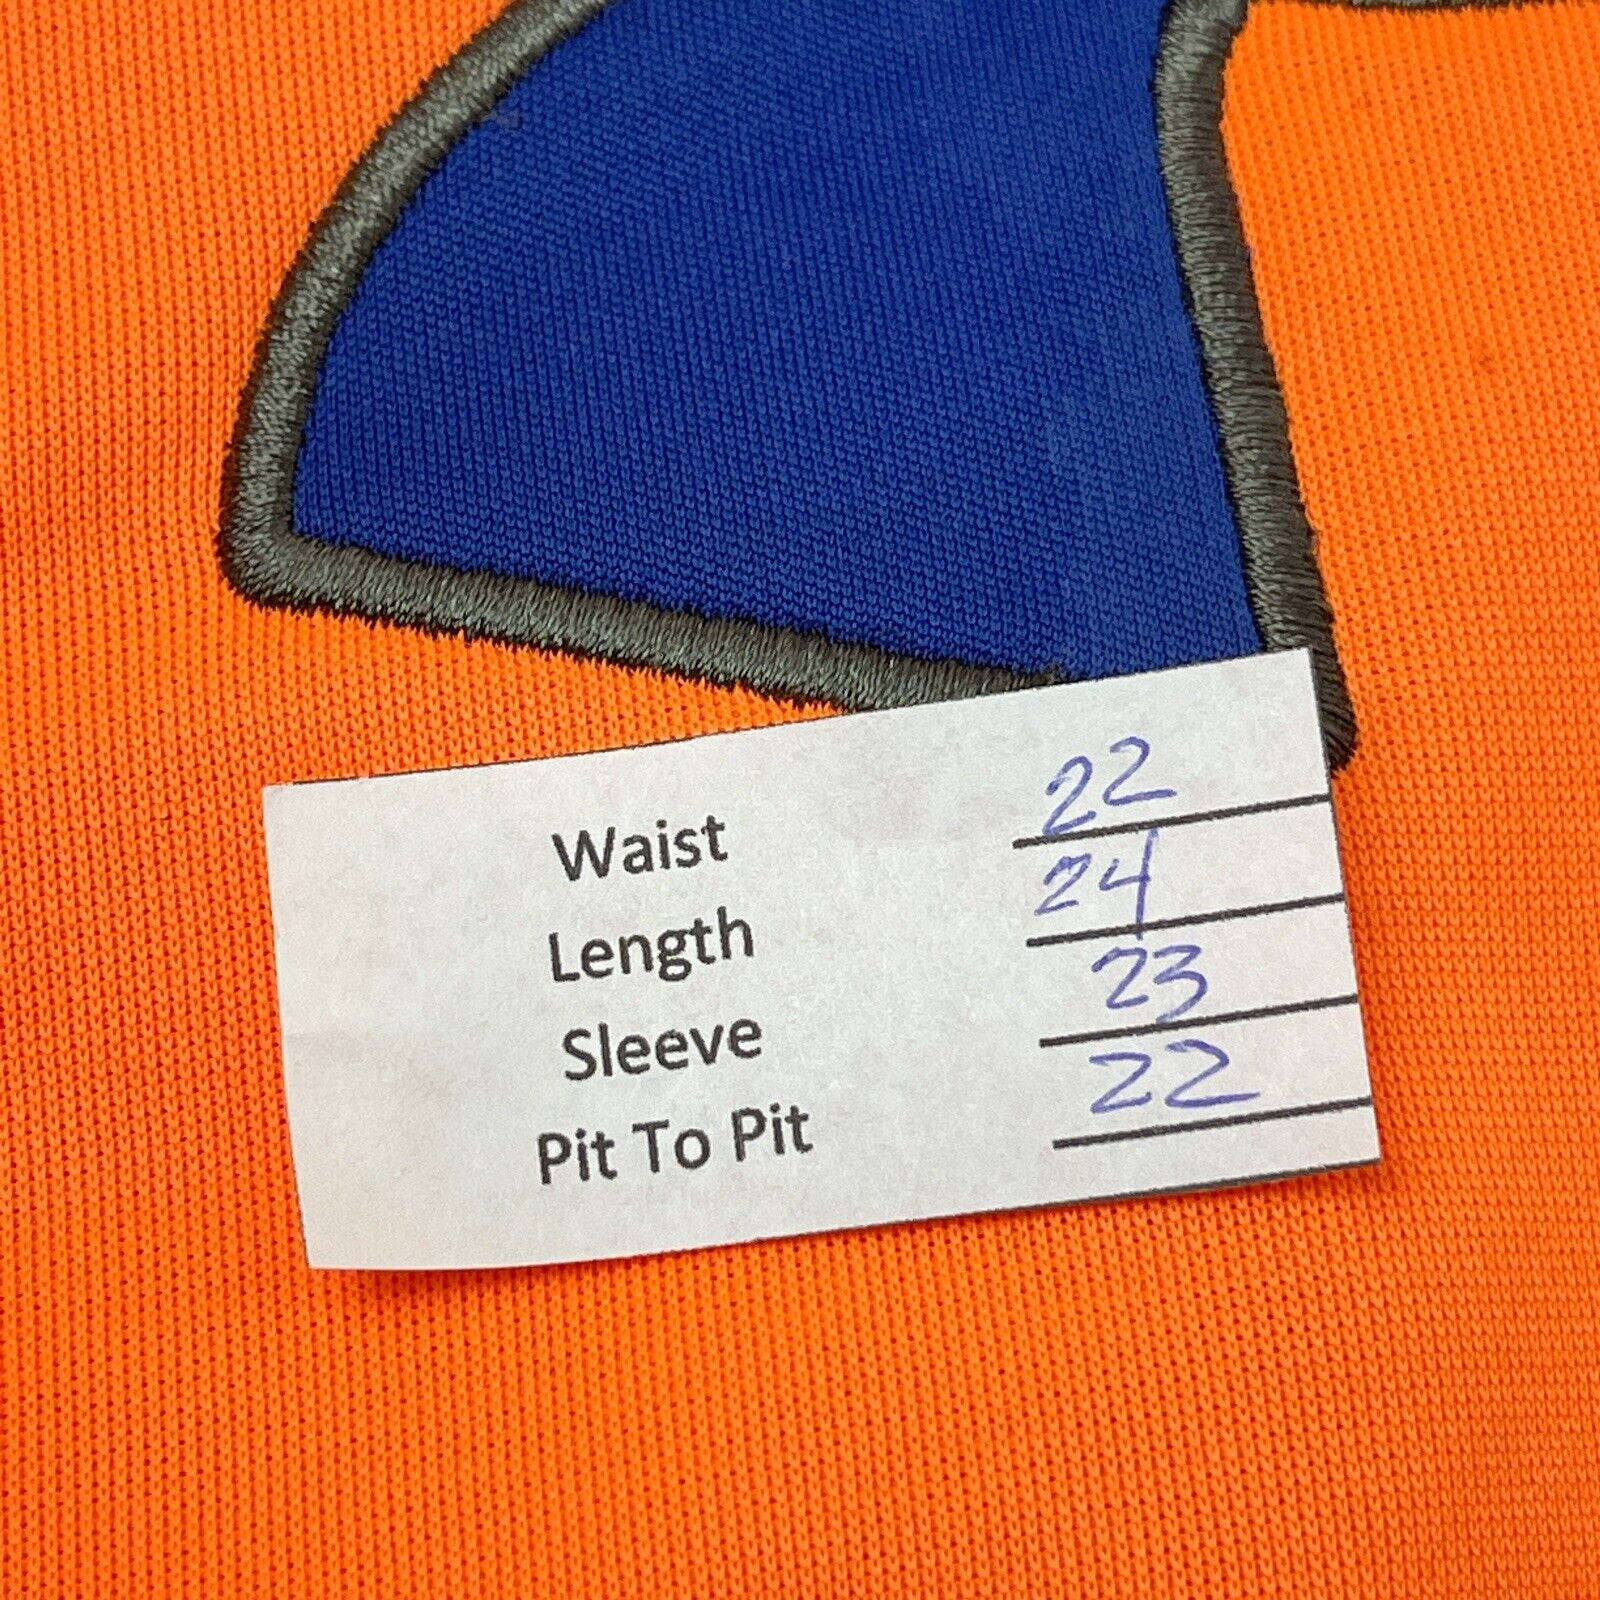 Waist 22
Length 24
Sleeve 23
Pit To Pit 22